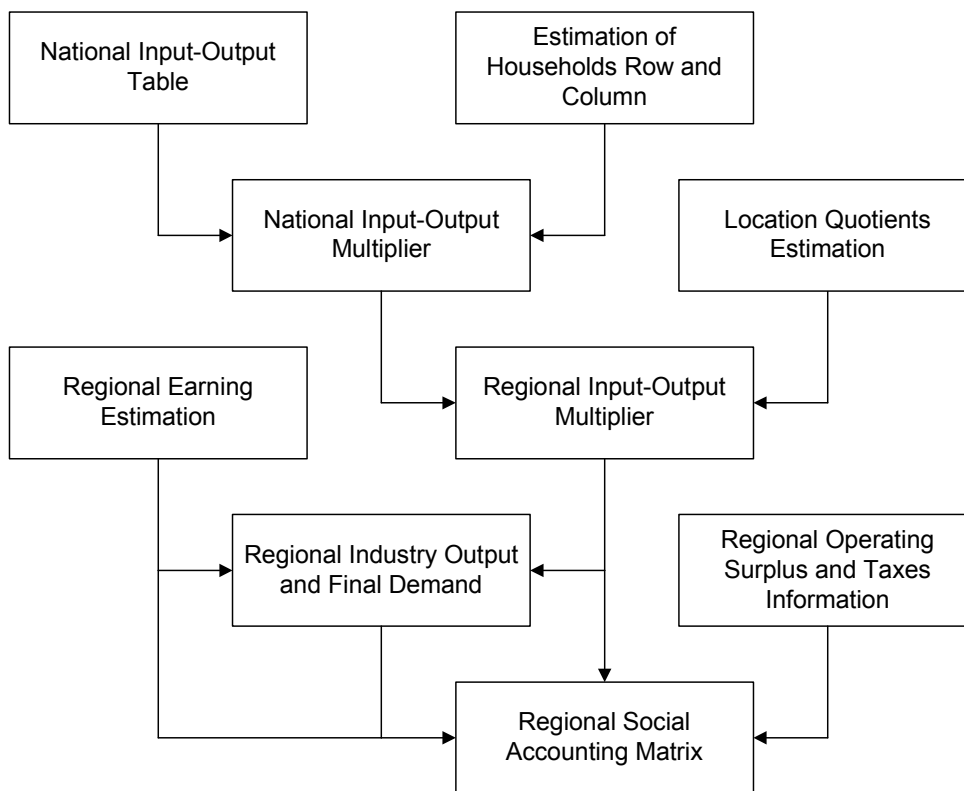 National Input-Output
Table
Estimation of
Households Row and
Column
National Input-Output
Multiplier
Location Quotients
Estimation
Regional Earning
Estimation
Regional Input-Output
Multiplier
Regional Industry Output
and Final Demand
Regional Operating
Surplus and Taxes
Information
Regional Social
Accounting Matrix